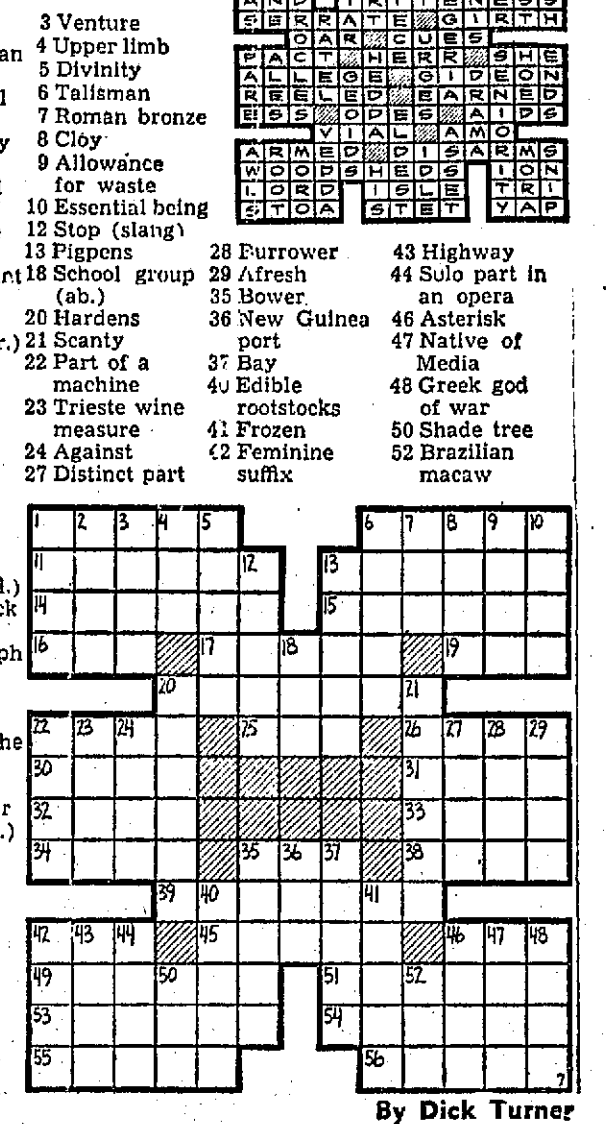 SERRATE GIRTH
OAR CUES
PACT HERR SHE
ALLEGE GIDEON
REELED EARNED
EISS ODES AIDS
VIAL AMO
ARMED DISARMS
WOODSHEDS ION
LORD ISLE TRI
STOA STET YAP
3 Venture
4 Upper limb
5 Divinity
6 Talisman
7 Roman bronze
8 Cloy
9 Allowance
for waste
10 Essential being
12 Stop (slang)
13 Pigpens
18 School group
(ab.)
20 Hardens
21 Scanty
22 Part of a
machine
23 Trieste wine
measure
24 Against
27 Distinct part
28 Burrower
29 Afresh
35 Bower
36 New Guinea
port
37 Bay
40 Edible
rootstocks
41 Frozen
42 Feminine
suffix
43 Highway
44 Solo part in
an opera
46 Asterisk
47 Native of
Media
48 Greek god
of war
50 Shade tree
52 Brazilian
macaw
1 2 3 4 5 6 7 8 9 10
11 12 13
14 15
16 17 18 19
20 21
22 23 24 25 26 27 28 29
30 31
32 33
34 35 36 37 38
39 40 41
42 43 44 45 46 47 48
49 50 51 52
53 54
55 56
7
By Dick Turner